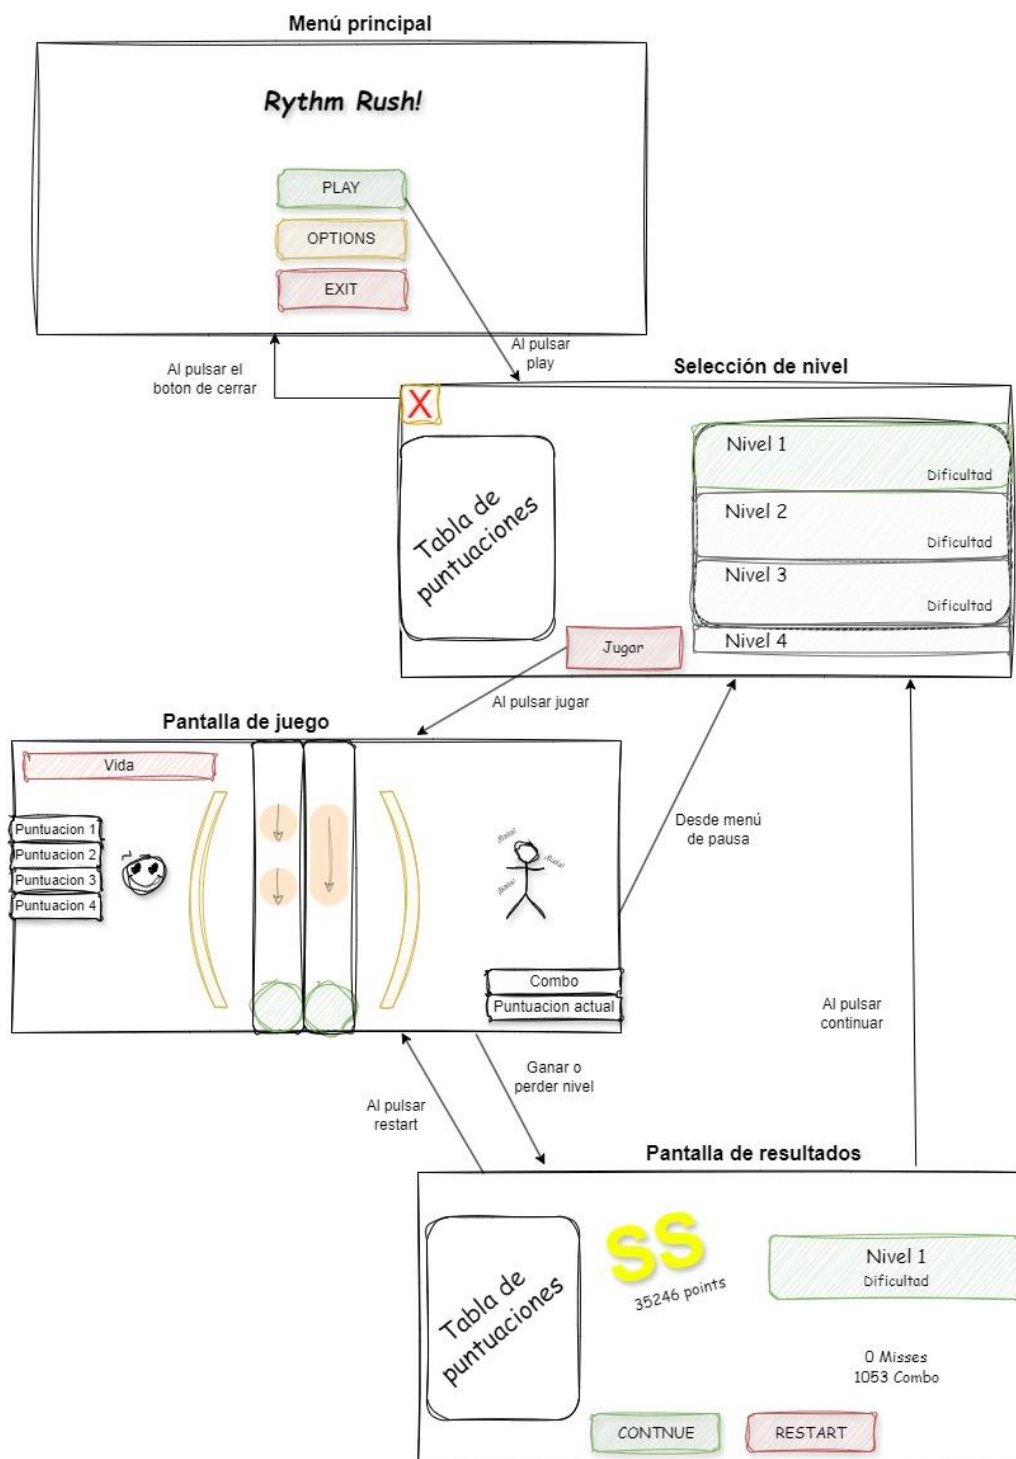 Menú principal
Rythm Rush!
PLAY
OPTIONS
EXIT
Al pulsar el
boton de cerrar
Al pulsar
play
Selección de nivel
X
Tabla de
puntuaciones
Nivel 1
Dificultad
Nivel 2
Dificultad
Nivel 3
Dificultad
Nivel 4
Jugar
Al pulsar jugar
Pantalla de juego
Vida
Puntuacion 1
Puntuacion 2
Puntuacion 3
Puntuacion 4
¡Baila!
¡Baila!
¡Baila!
Combo
Puntuacion actual
Desde menú
de pausa
Al pulsar
continuar
Ganar o
perder nivel
Al pulsar
restart
Pantalla de resultados
Tabla de
puntuaciones
SS
35246 points
Nivel 1
Dificultad
0 Misses
1053 Combo
CONTNUE
RESTART